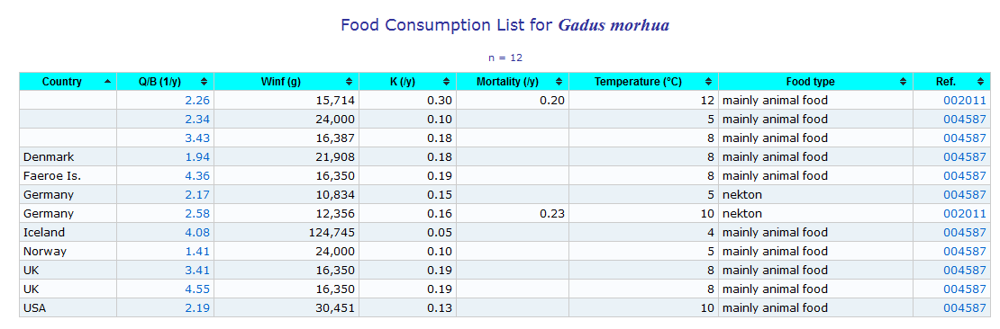 Food Consumption List for Gadus morhua
n = 12
Country Q/B (1/y) Winf (g) K (/y) Mortality (/y) Temperature (°C) Food type Ref.
2.26 15,714 0.30 0.20 12 mainly animal food 002011
2.34 24,000 0.10 5 mainly animal food 004587
3.43 16,387 0.18 8 mainly animal food 004587
Denmark 1.94 21,908 0.18 8 mainly animal food 004587
Faeroe Is. 4.36 16,350 0.19 8 mainly animal food 004587
Germany 2.17 10,834 0.15 5 nekton 004587
Germany 2.58 12,356 0.16 0.23 10 nekton 002011
Iceland 4.08 124,745 0.05 4 mainly animal food 004587
Norway 1.41 24,000 0.10 5 mainly animal food 004587
UK 3.41 16,350 0.19 8 mainly animal food 004587
UK 4.55 16,350 0.19 8 mainly animal food 004587
USA 2.19 30,451 0.13 10 mainly animal food 004587